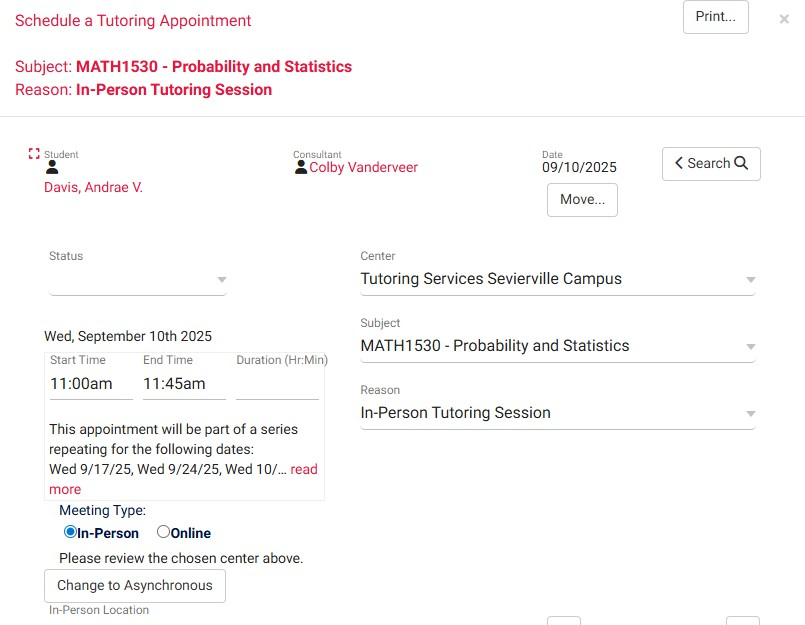 Schedule a Tutoring Appointment
Print...
×
Subject: MATH1530 - Probability and Statistics
Reason: In-Person Tutoring Session
Student
Davis, Andrae V.
Consultant
Colby Vanderveer
Date
09/10/2025
Move...
Search
Status
Center
Tutoring Services Sevierville Campus
Subject
MATH1530 - Probability and Statistics
Reason
In-Person Tutoring Session
Wed, September 10th 2025
Start Time End Time Duration (Hr:Min)
11:00am 11:45am
This appointment will be part of a series
repeating for the following dates:
Wed 9/17/25, Wed 9/24/25, Wed 10/... read
more
Meeting Type:
In-Person Online
Please review the chosen center above.
Change to Asynchronous
In-Person Location